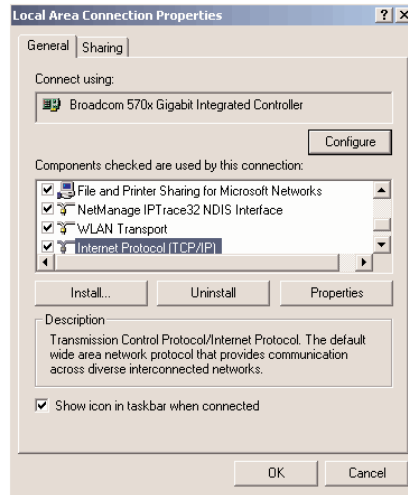 Local Area Connection Properties
General Sharing
Connect using:
Broadcom 570x Gigabit Integrated Controller
Configure
Components checked are used by this connection:
File and Printer Sharing for Microsoft Networks
NetManage IPTrace32 NDIS Interface
WLAN Transport
Internet Protocol (TCP/IP)
Install... Uninstall Properties
Description
Transmission Control Protocol/Internet Protocol. The default
wide area network protocol that provides communication
across diverse interconnected networks.
Show icon in taskbar when connected
OK Cancel